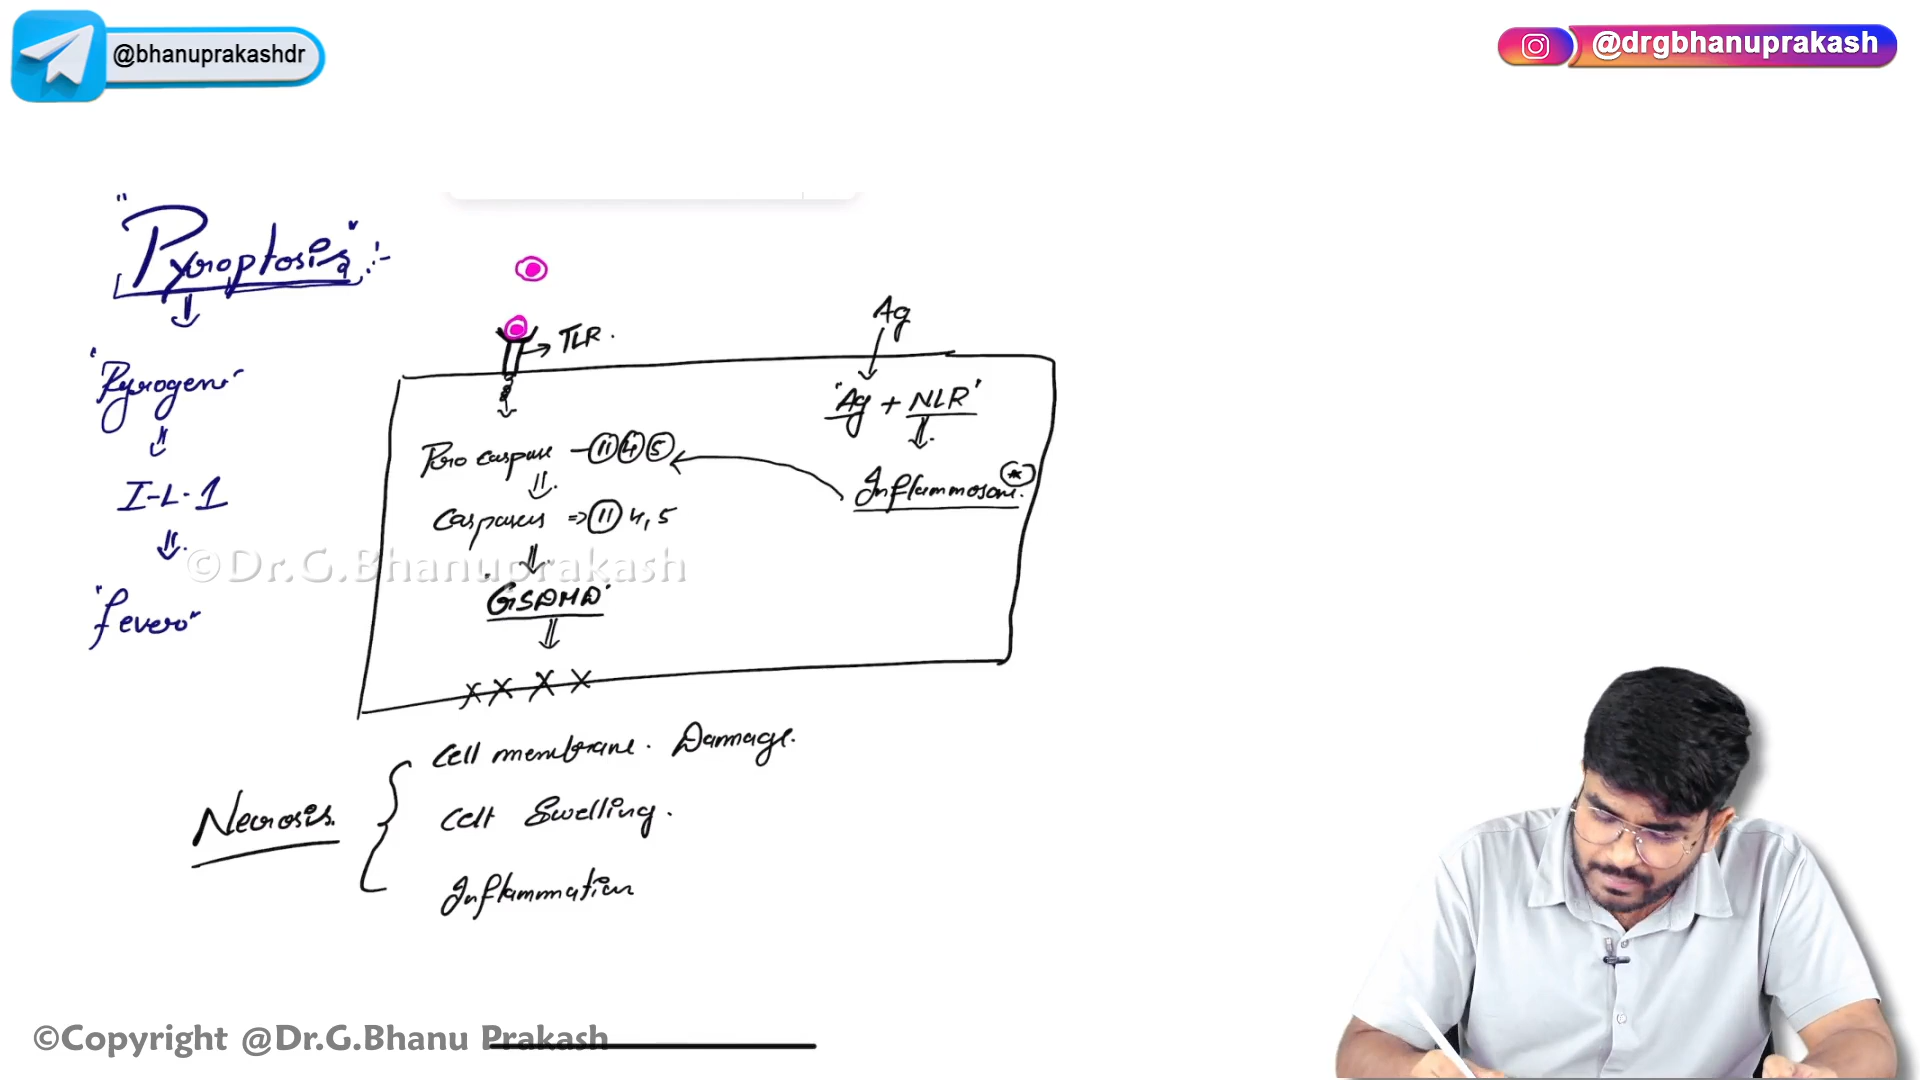 @bhanuprakashdr
@drgbhanuprakash
"Pyroptosis" :-
"Pyrogen"
I-L-1
"fever"
TLR.
Ag
"Ag + NLR"
Inflammosome.
Pro caspase - 11 4 5
Caspases => 11 4, 5
"GSDMD"
x x x x
©Dr.G.Bhanuprakash
Necrosis.
Cell membrane. Damage.
Cell Swelling.
Inflammation
©Copyright @Dr.G.Bhanu Prakash